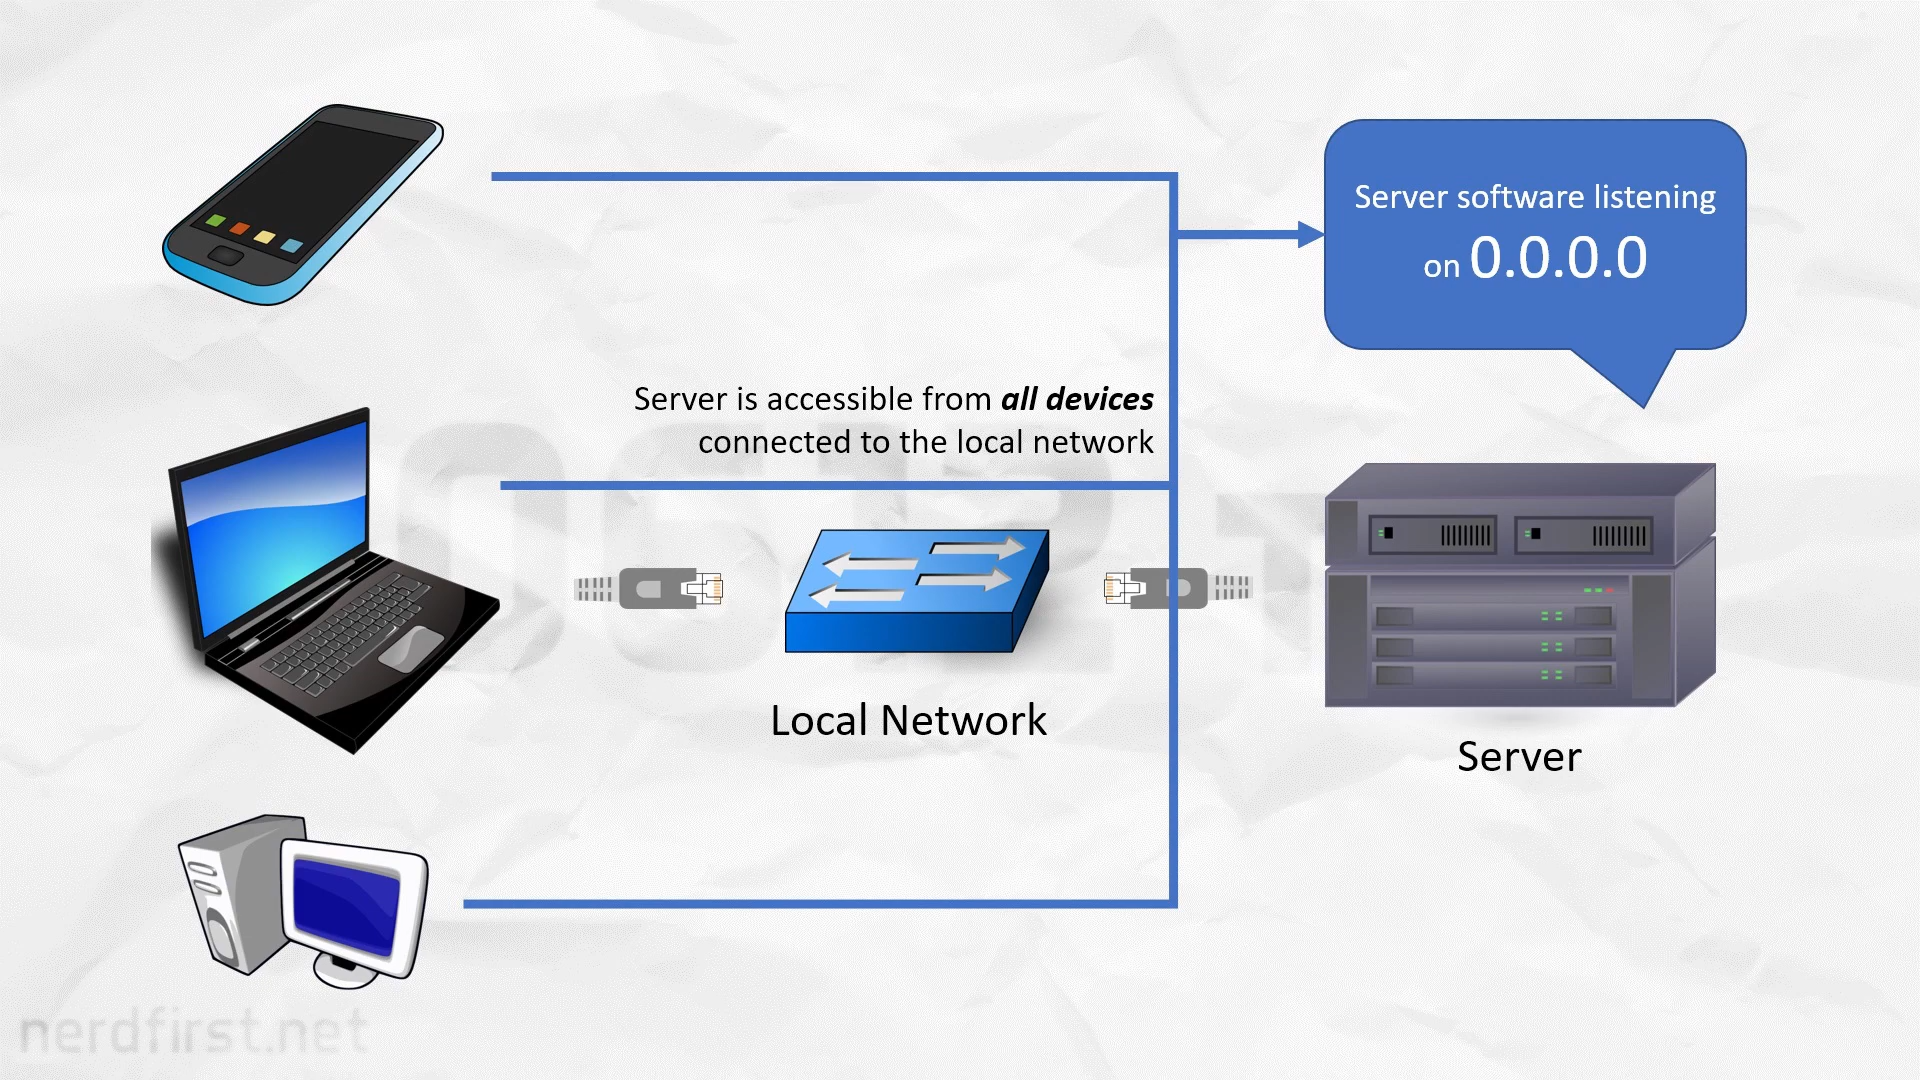 Server software listening
on 0.0.0.0
Server is accessible from all devices
connected to the local network
Local Network
Server
nerdfirst.net